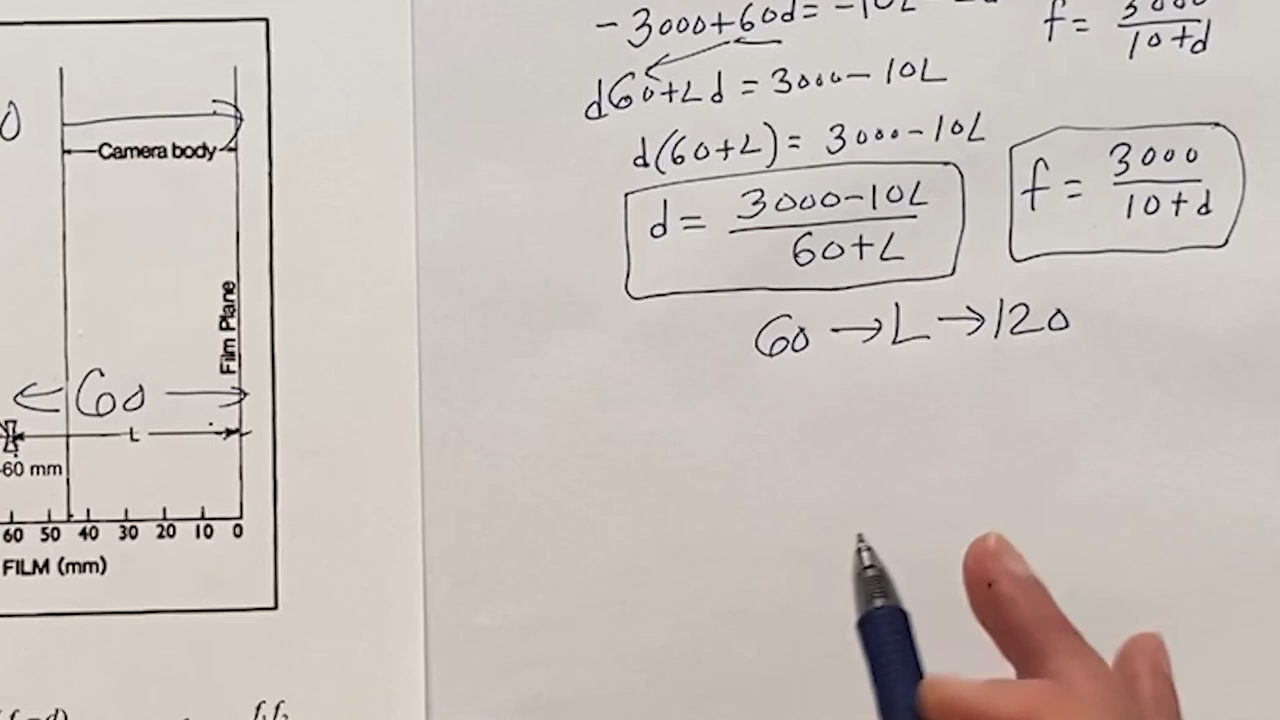 0
Camera body
Film Plane
← 60 →
L
-60 mm
60 50 40 30 20 10 0
FILM (mm)
-3000+60d=
f= 3000
10+d
d60+Ld = 3000-10L
d(60+L) = 3000-10L
d= 3000-10L
60+L
f= 3000
10+d
60 → L → 120